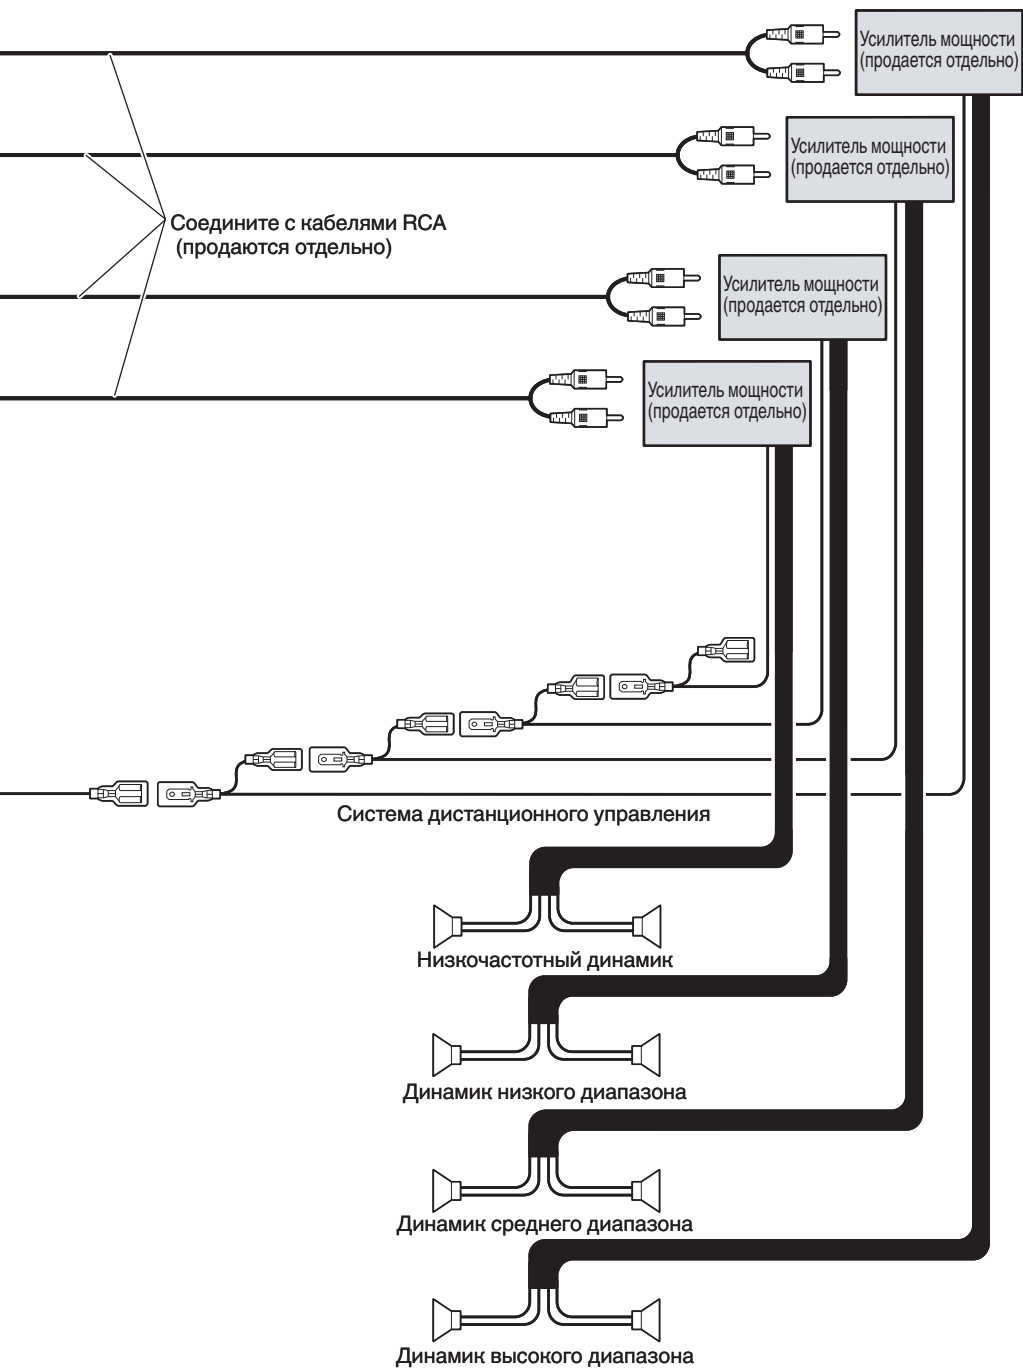 Усилитель мощности
(продается отдельно)
Усилитель мощности
(продается отдельно)
Соедините с кабелями RCA
(продаются отдельно)
Усилитель мощности
(продается отдельно)
Усилитель мощности
(продается отдельно)
Система дистанционного управления
Низкочастотный динамик
Динамик низкого диапазона
Динамик среднего диапазона
Динамик высокого диапазона